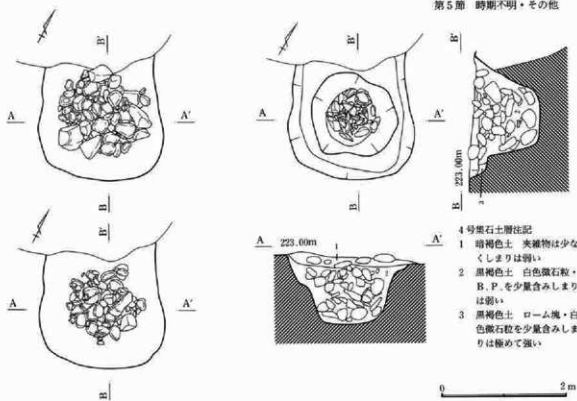 第5節 時期不明・その他
B'
A
A'
B
B'
A
A'
B
B'
223.00m
3
B
B'
A
A'
B
A 223.00m
A'
1
2
4号集石土層注記
1 暗褐色土 夾雑物は少な
くしまりは弱い
2 黒褐色土 白色微石粒・
B.P.を少量含みしまり
は弱い
3 黒褐色土 ローム塊・白
色微石粒を少量含みしま
りは極めて強い
0
2m